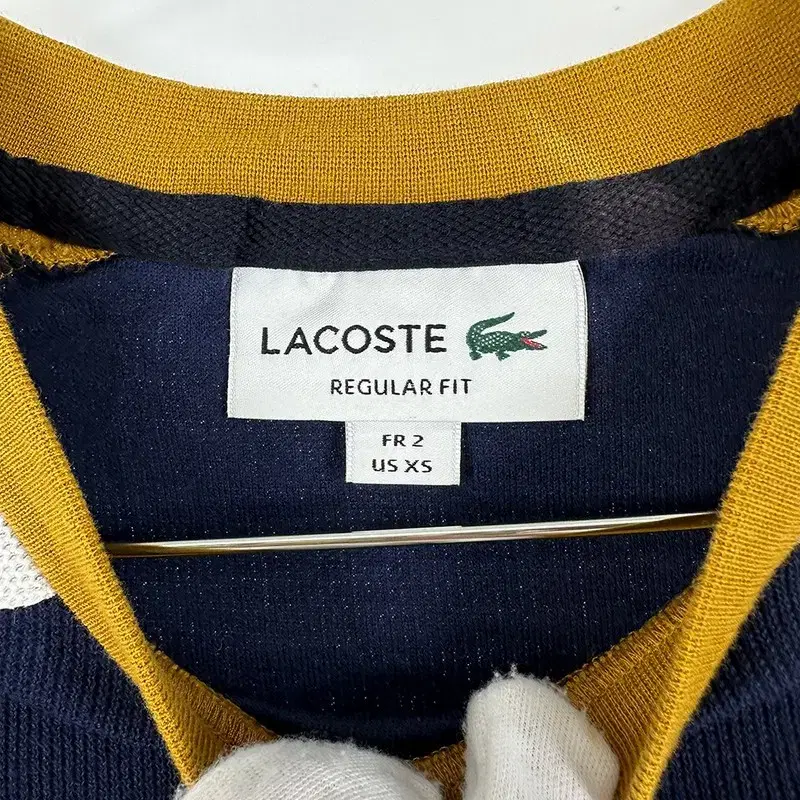 LACOSTE
REGULAR FIT
FR 2
US XS